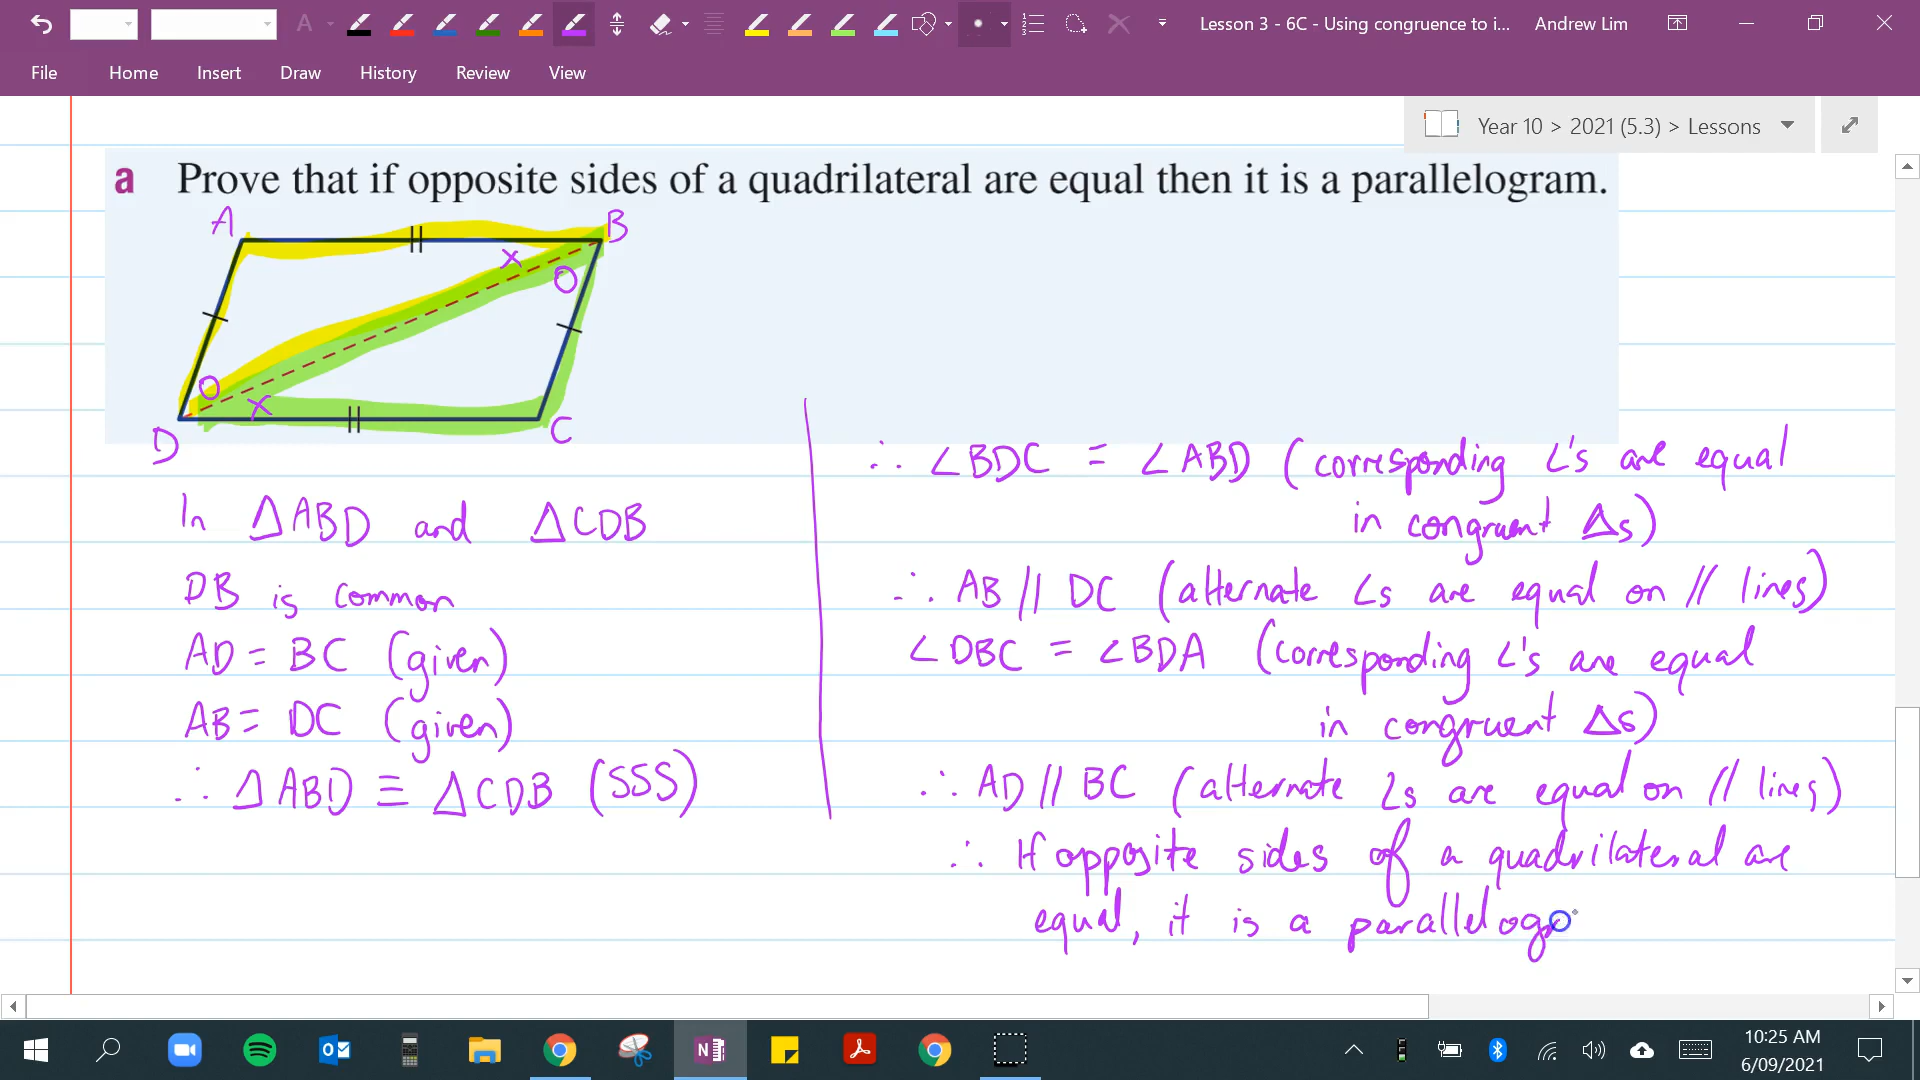 Lesson 3 - 6C - Using congruence to i...
Andrew Lim
File Home Insert Draw History Review View
Year 10 > 2021 (5.3) > Lessons
a Prove that if opposite sides of a quadrilateral are equal then it is a parallelogram.
A
B
x
O
O
x
D
C
In ΔABD and ΔCDB
DB is common
AD = BC (given)
AB = DC (given)
∴ ΔABD ≡ ΔCDB (SSS)
∴ ∠BDC = ∠ABD (corresponding ∠'s are equal
in congruent Δs)
∴ AB // DC (alternate ∠s are equal on // lines)
∠DBC = ∠BDA (corresponding ∠'s are equal
in congruent Δs)
∴ AD // BC (alternate ∠s are equal on // lines)
∴ If opposite sides of a quadrilateral are
equal, it is a parallelogr
10:25 AM
6/09/2021